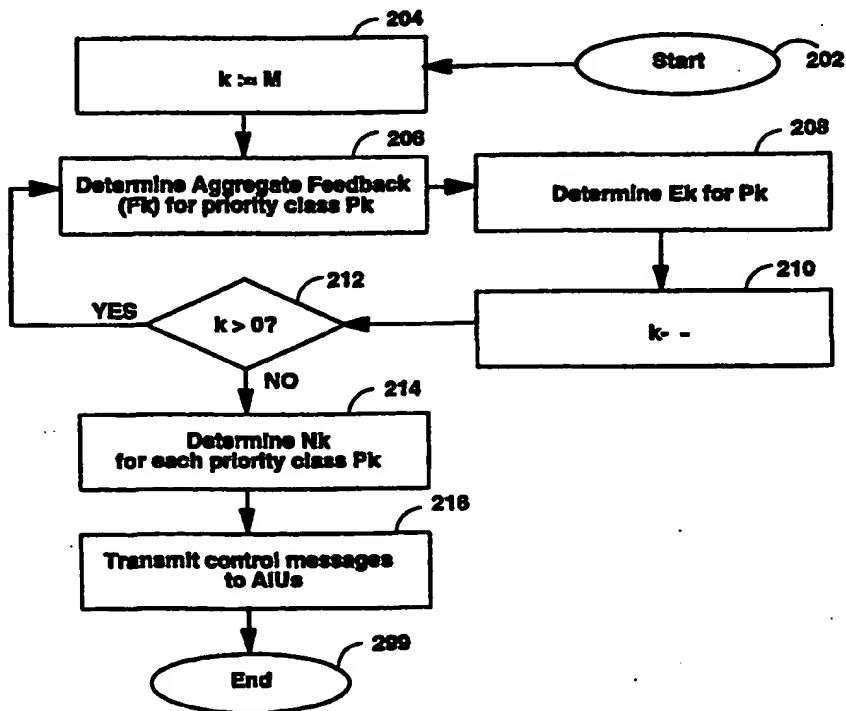 204
k := M
Start
202
206
Determine Aggregate Feedback
(Fk) for priority class Pk
208
Determine Ek for Pk
210
k- -
212
YES
k > 0?
NO
214
Determine Nk
for each priority class Pk
216
Transmit control messages
to AIUs
299
End